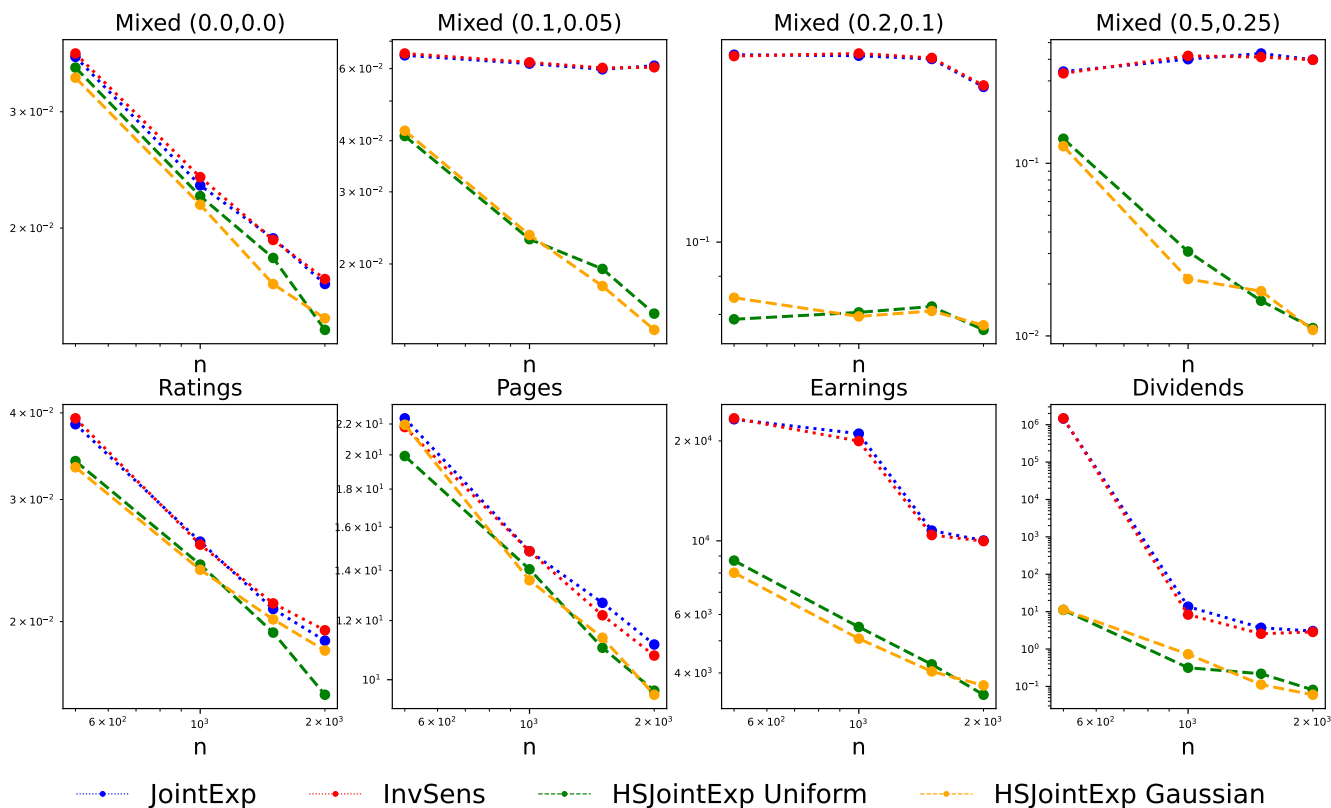 Mixed (0.0,0.0)
Mixed (0.1,0.05)
Mixed (0.2,0.1)
Mixed (0.5,0.25)
3 × 10⁻²
2 × 10⁻²
n
6 × 10⁻²
4 × 10⁻²
3 × 10⁻²
2 × 10⁻²
n
10⁻¹
n
10⁻¹
10⁻²
n
Ratings
Pages
Earnings
Dividends
4 × 10⁻²
3 × 10⁻²
2 × 10⁻²
6 × 10²
10³
2 × 10³
n
2.2 × 10¹
2 × 10¹
1.8 × 10¹
1.6 × 10¹
1.4 × 10¹
1.2 × 10¹
10¹
6 × 10²
10³
2 × 10³
n
2 × 10⁴
10⁴
6 × 10³
4 × 10³
6 × 10²
10³
2 × 10³
n
10⁶
10⁵
10⁴
10³
10²
10¹
10⁰
10⁻¹
6 × 10²
10³
2 × 10³
n
JointExp
InvSens
HSJointExp Uniform
HSJointExp Gaussian